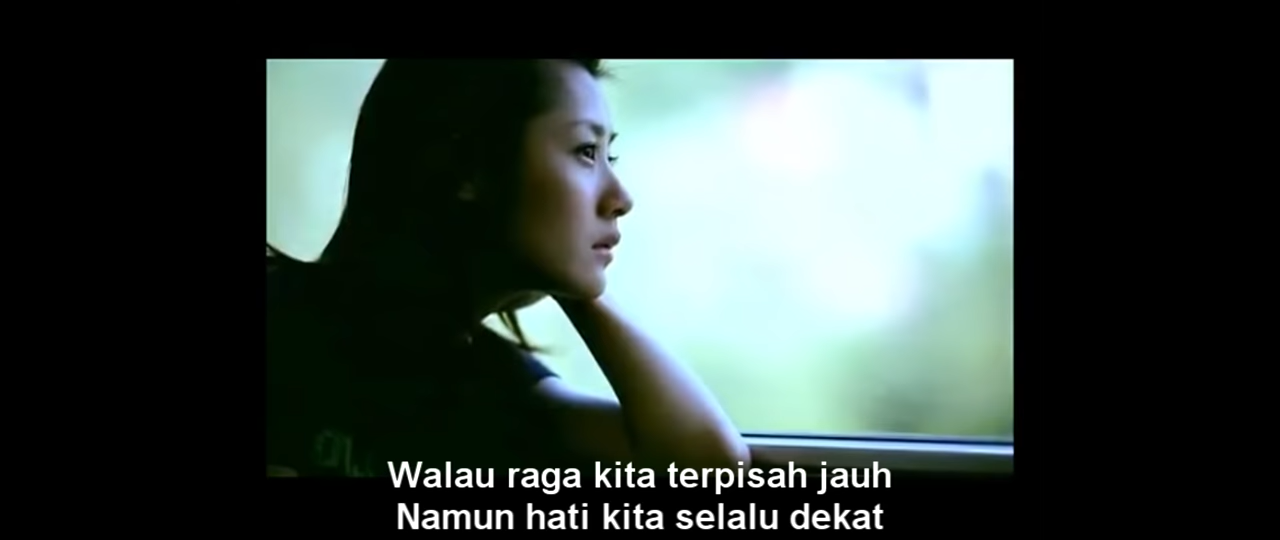 Walau raga kita terpisah jauh
Namun hati kita selalu dekat